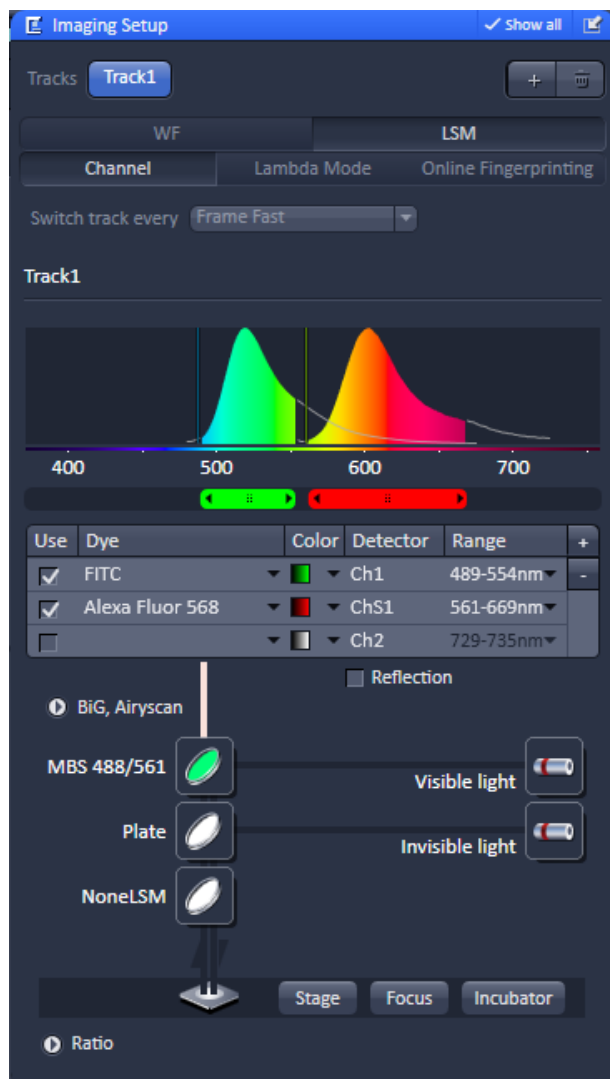 Imaging Setup Show all
Tracks Track1 +
WF LSM
Channel Lambda Mode Online Fingerprinting
Switch track every Frame Fast
Track1
400 500 600 700
Use Dye Color Detector Range +
FITC Ch1 489-554nm -
Alexa Fluor 568 ChS1 561-669nm
Ch2 729-735nm
Reflection
BiG, Airyscan
MBS 488/561
Visible light
Plate
Invisible light
NoneLSM
Stage Focus Incubator
Ratio